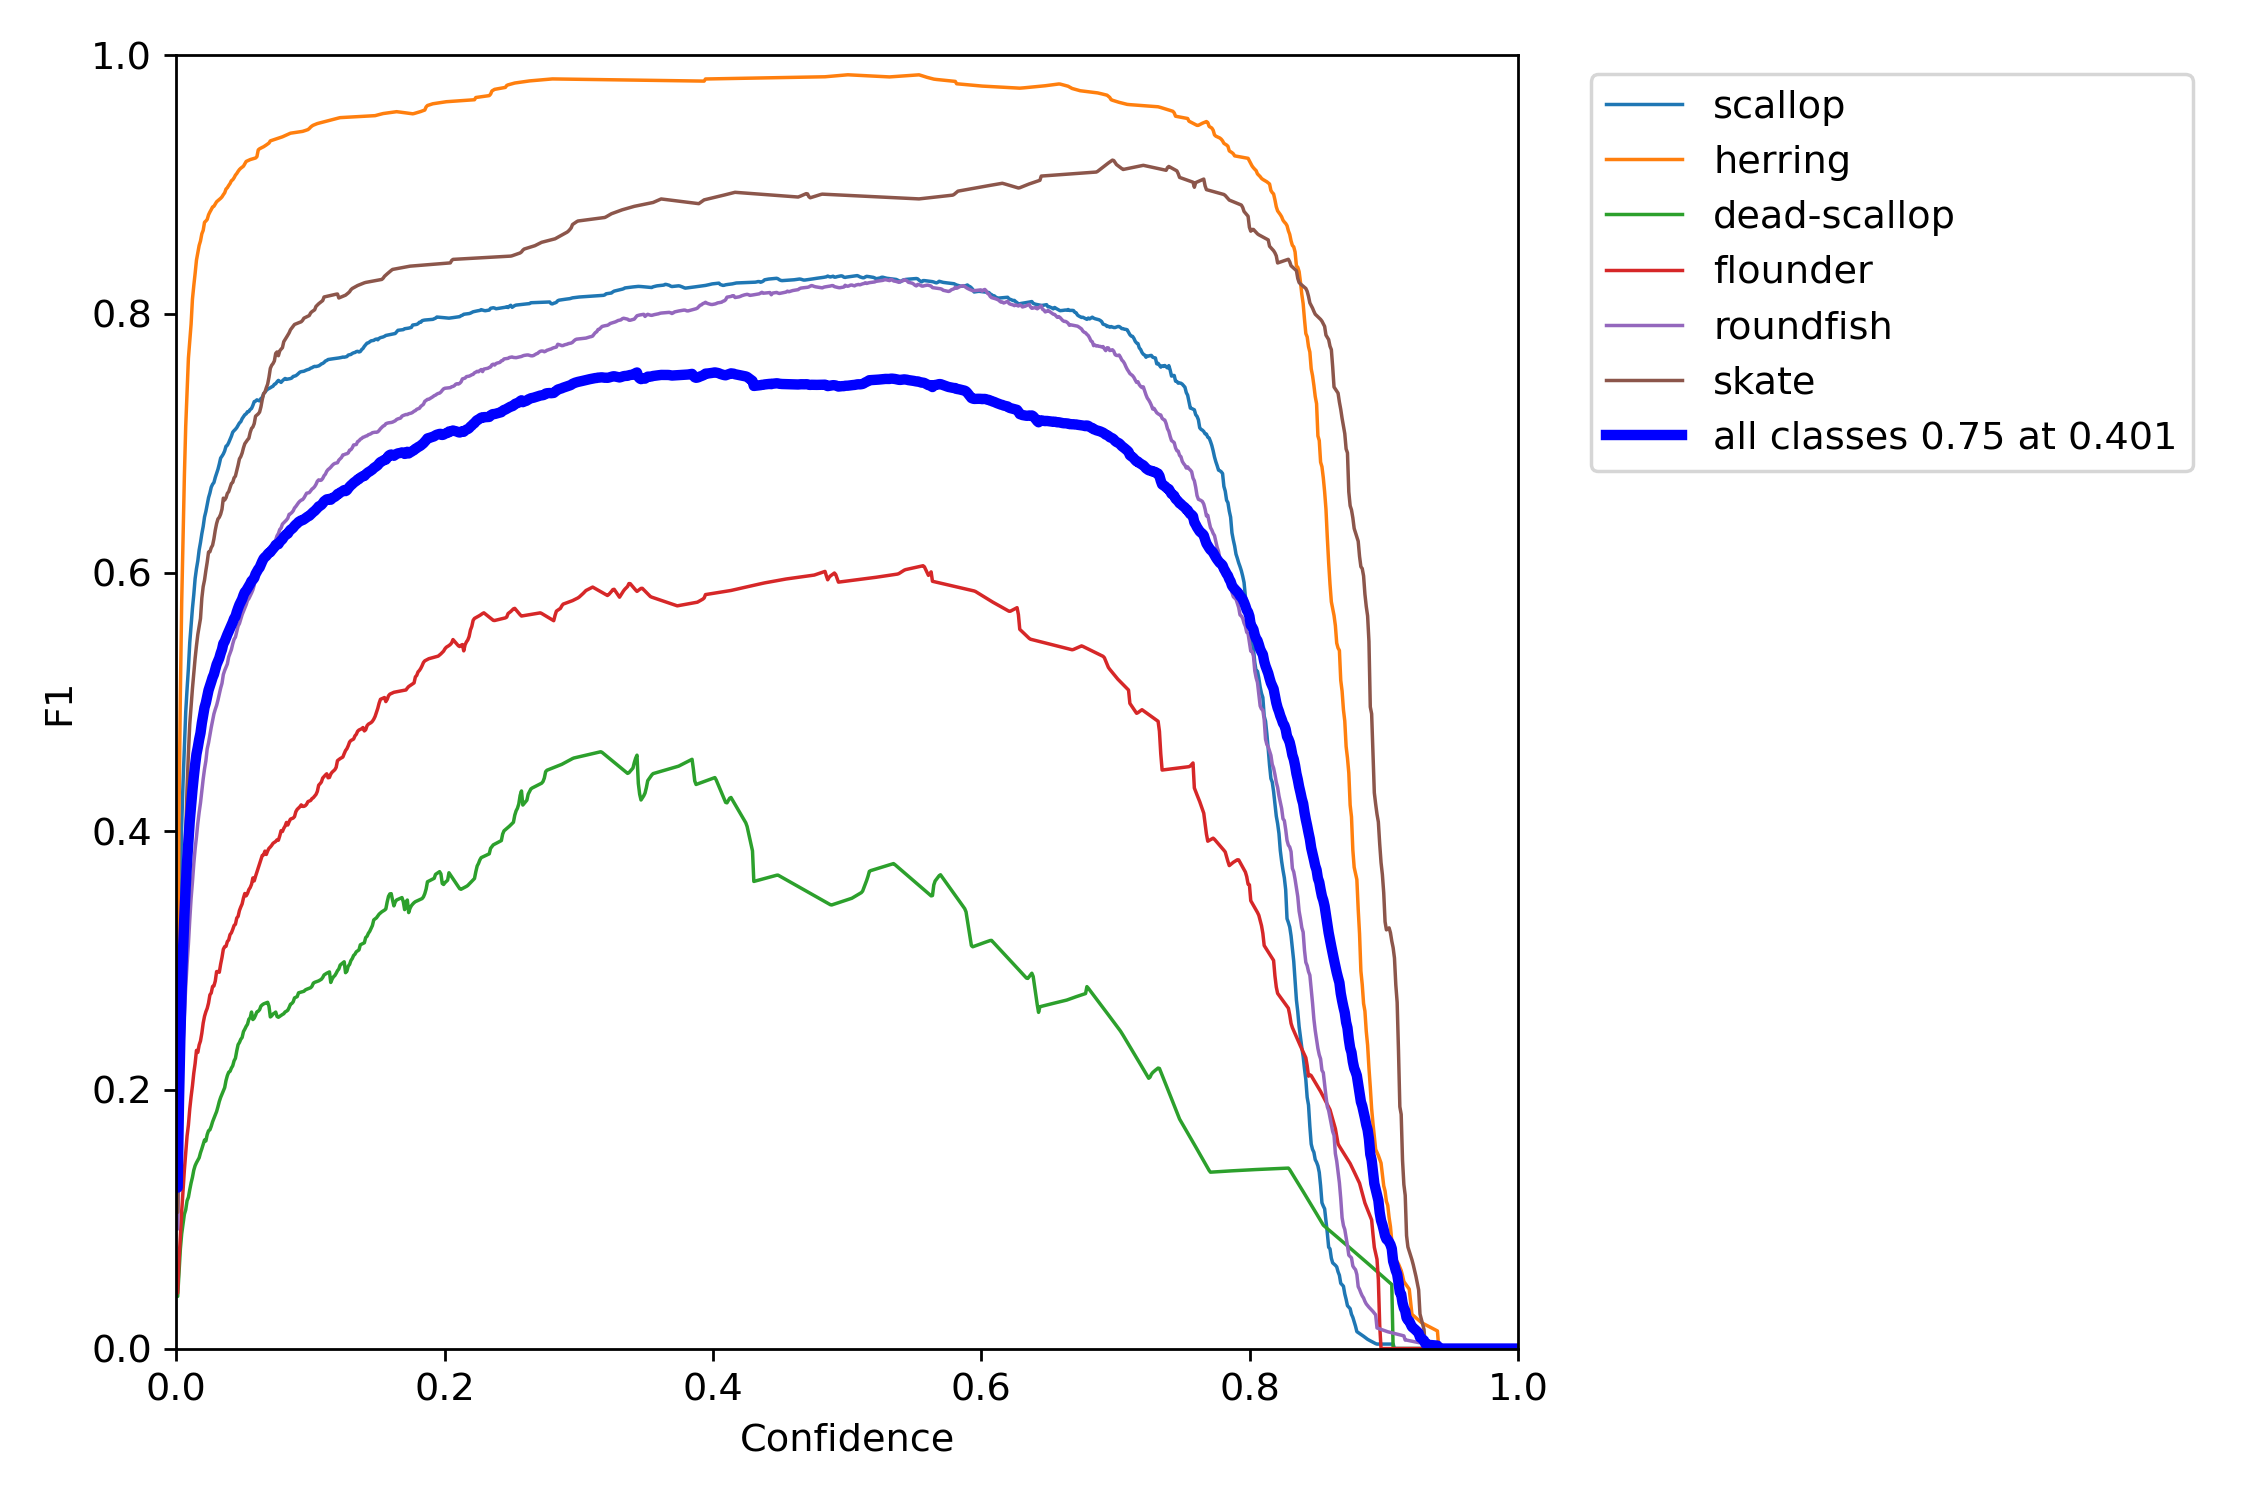 1.0
0.8
0.6
0.4
0.2
0.0
F1
0.0 0.2 0.4 0.6 0.8 1.0
Confidence
scallop
herring
dead-scallop
flounder
roundfish
skate
all classes 0.75 at 0.401